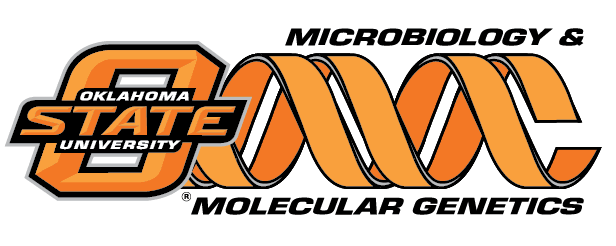 MICROBIOLOGY &
OKLAHOMA
STATE
UNIVERSITY
® MOLECULAR GENETICS